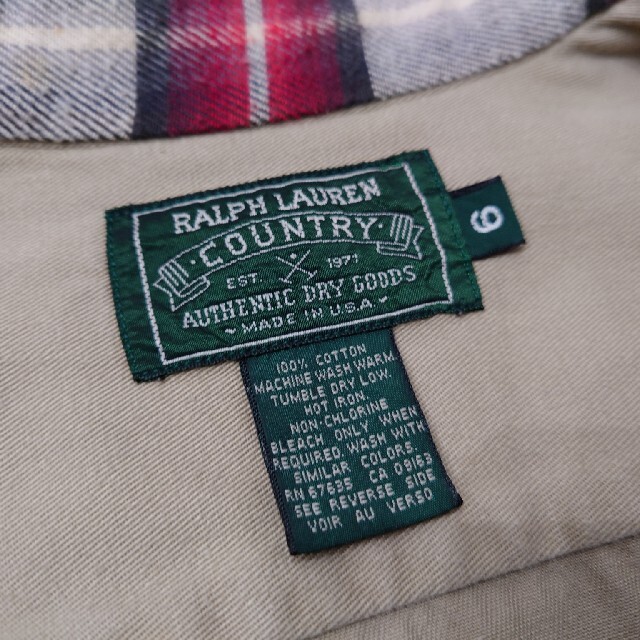 RALPH LAUREN
COUNTRY
EST. 1971
AUTHENTIC DRY GOODS
~ MADE IN U.S.A. ~
6
100% COTTON
MACHINE WASH WARM.
TUMBLE DRY LOW.
HOT IRON.
NON-CHLORINE
BLEACH ONLY WHEN
REQUIRED. WASH WITH
SIMILAR COLORS.
RN 67835 CA 09163
SEE REVERSE SIDE
VOIR AU VERSO